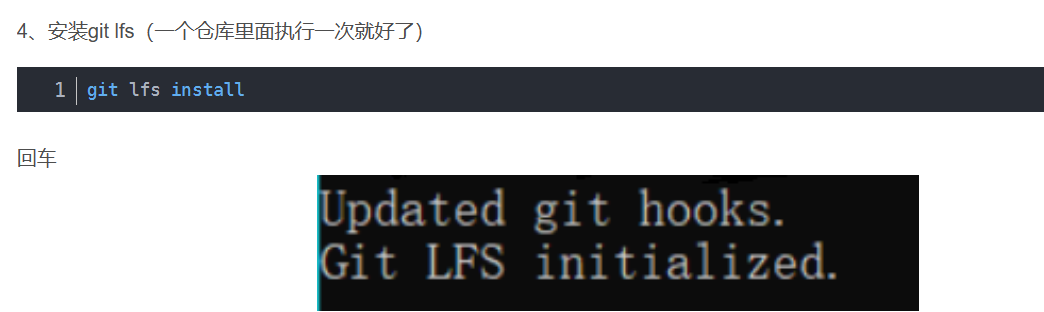 4、安装git lfs（一个仓库里面执行一次就好了）
1 git lfs install
回车
Updated git hooks.
Git LFS initialized.